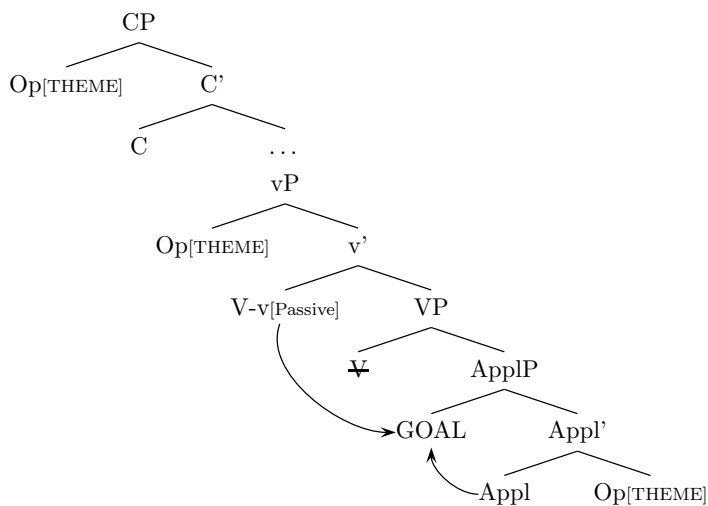 CP
Op[THEME] C'
C ...
vP
Op[THEME] v'
V-v[Passive] VP
V ApplP
GOAL Appl'
Appl Op[THEME]